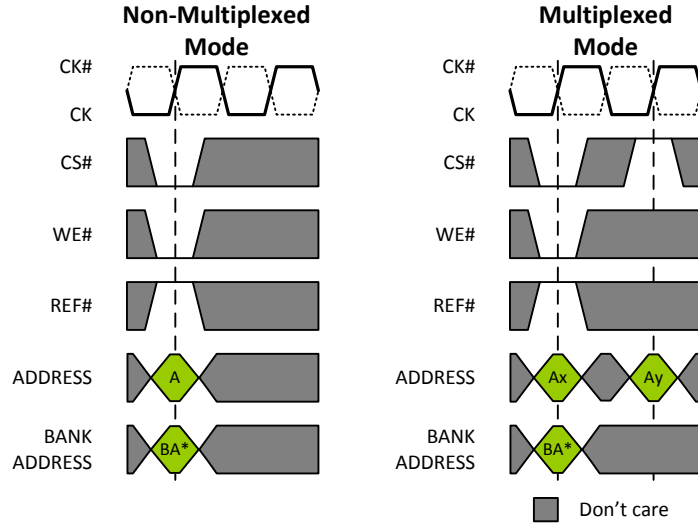 Non-Multiplexed
Mode
CK#
CK
CS#
WE#
REF#
ADDRESS
A
BANK
ADDRESS
BA*
Multiplexed
Mode
CK#
CK
CS#
WE#
REF#
ADDRESS
Ax
Ay
BANK
ADDRESS
BA*
Don't care